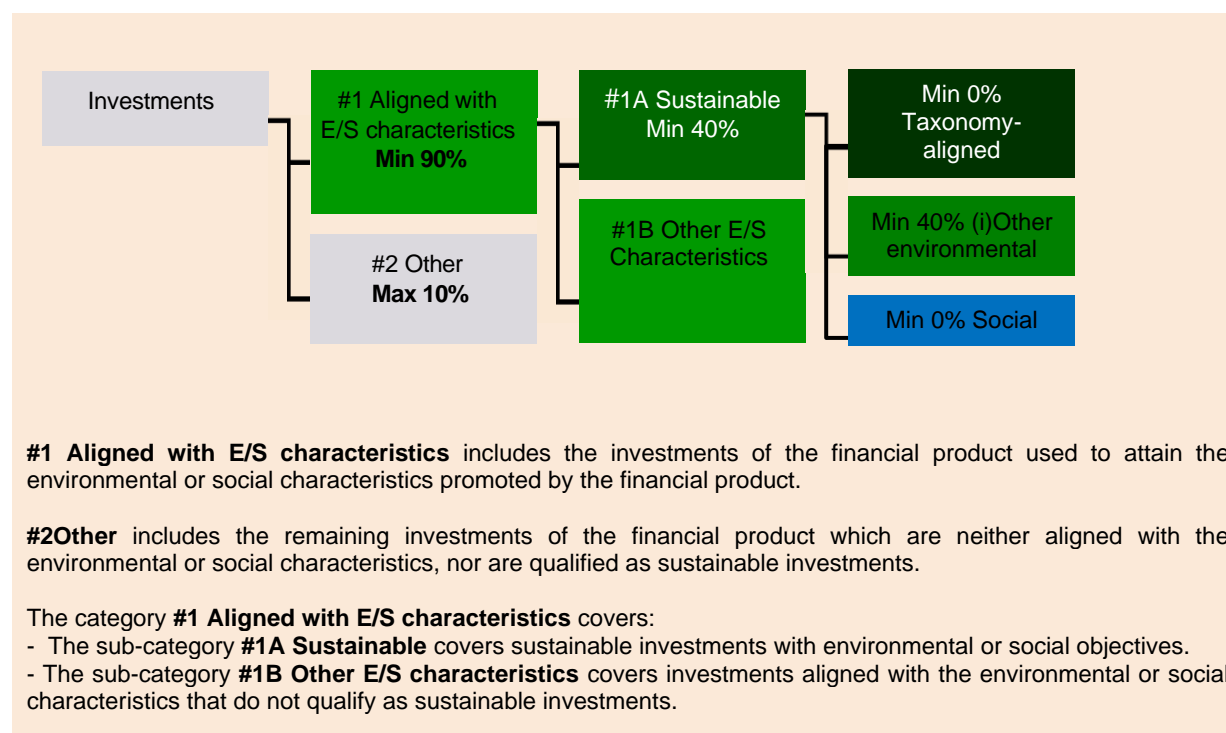 Investments
#1 Aligned with
E/S characteristics
Min 90%
#2 Other
Max 10%
#1A Sustainable
Min 40%
#1B Other E/S
Characteristics
Min 0%
Taxonomy-
aligned
Min 40% (i)Other
environmental
Min 0% Social
#1 Aligned with E/S characteristics includes the investments of the financial product used to attain the
environmental or social characteristics promoted by the financial product.
#2Other includes the remaining investments of the financial product which are neither aligned with the
environmental or social characteristics, nor are qualified as sustainable investments.
The category #1 Aligned with E/S characteristics covers:
- The sub-category #1A Sustainable covers sustainable investments with environmental or social objectives.
- The sub-category #1B Other E/S characteristics covers investments aligned with the environmental or social
characteristics that do not qualify as sustainable investments.